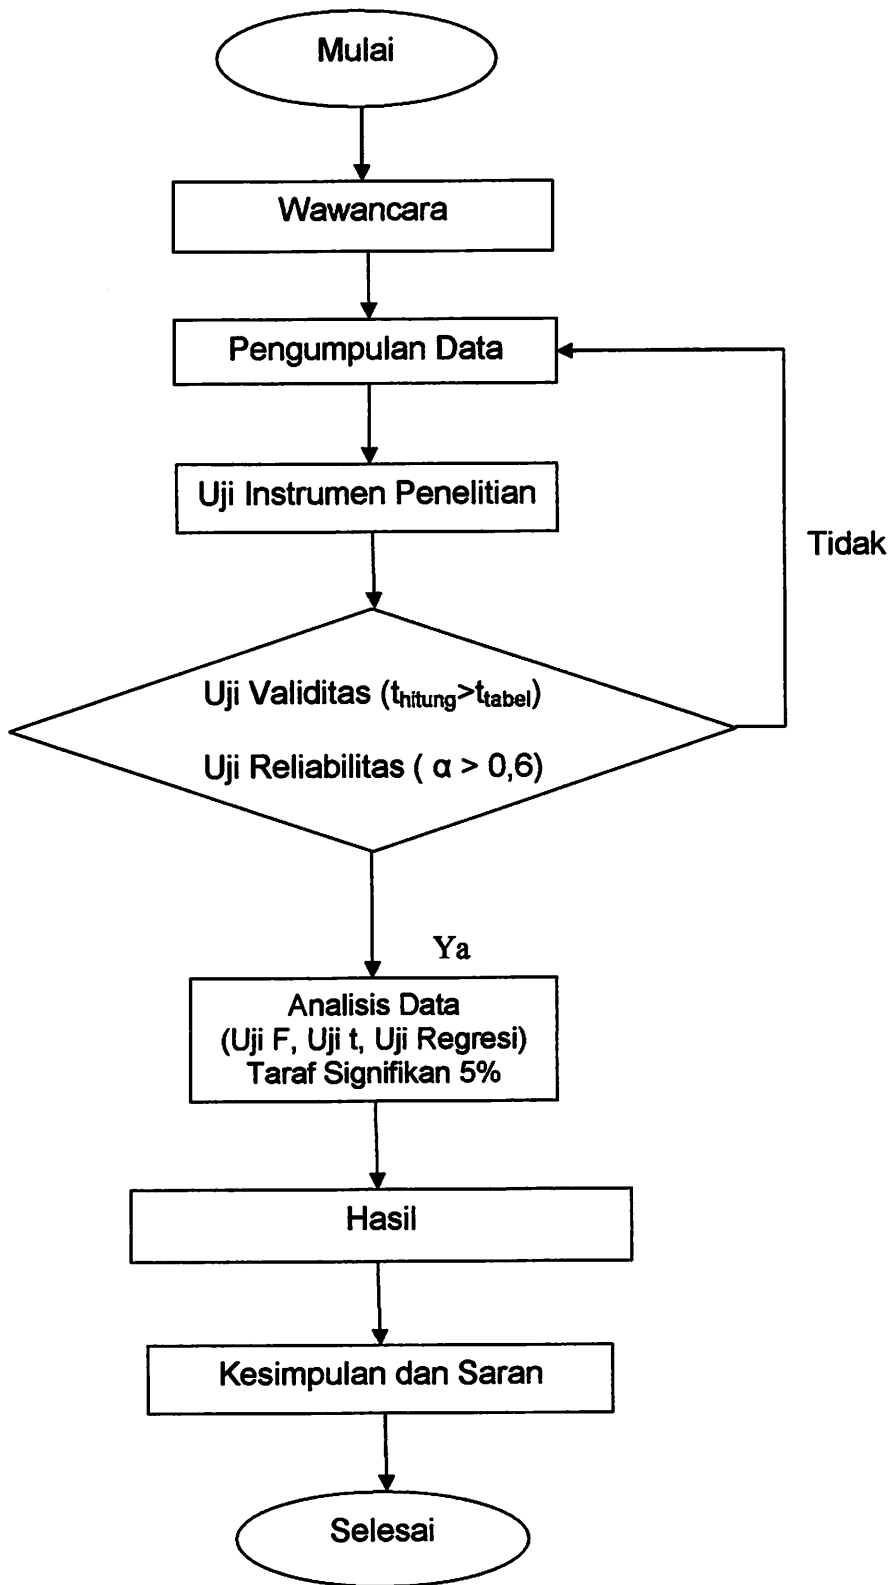 Mulai
Wawancara
Pengumpulan Data
Uji Instrumen Penelitian
Tidak
Uji Validitas (thitung>ttabel)
Uji Reliabilitas ( α > 0,6)
Ya
Analisis Data
(Uji F, Uji t, Uji Regresi)
Taraf Signifikan 5%
Hasil
Kesimpulan dan Saran
Selesai